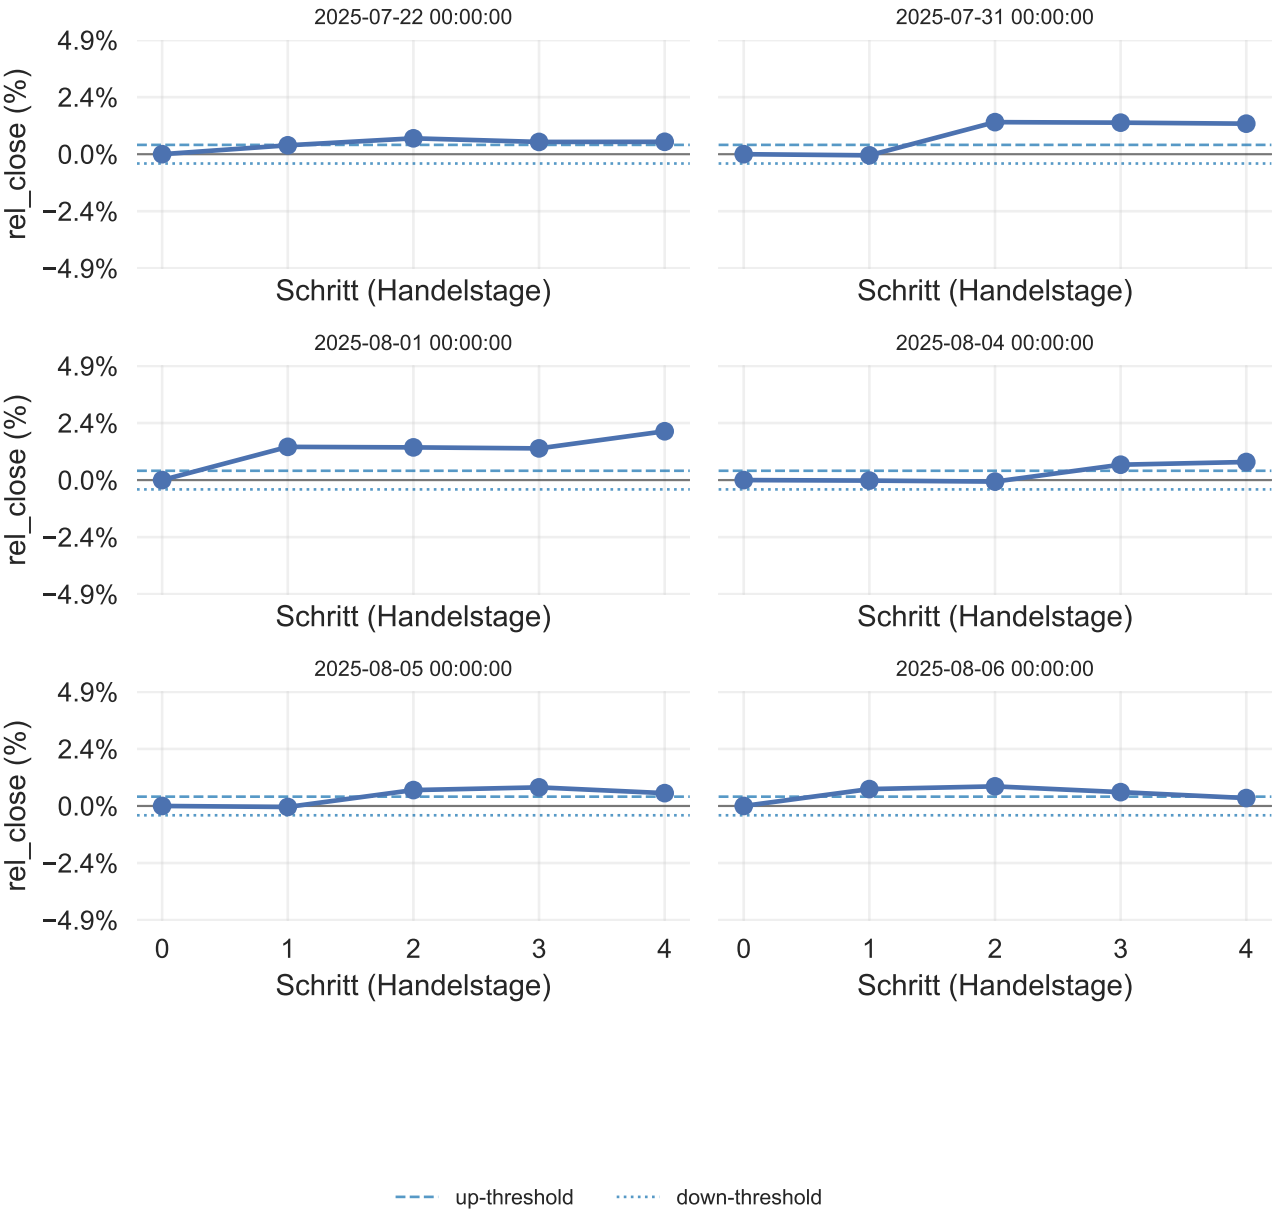 2025-07-22 00:00:00
2025-07-31 00:00:00
4.9%
2.4%
0.0%
−2.4%
−4.9%
rel_close (%)
Schritt (Handelstage)
Schritt (Handelstage)
2025-08-01 00:00:00
2025-08-04 00:00:00
4.9%
2.4%
0.0%
−2.4%
−4.9%
rel_close (%)
Schritt (Handelstage)
Schritt (Handelstage)
2025-08-05 00:00:00
2025-08-06 00:00:00
4.9%
2.4%
0.0%
−2.4%
−4.9%
rel_close (%)
0 1 2 3 4
0 1 2 3 4
Schritt (Handelstage)
Schritt (Handelstage)
up-threshold
down-threshold